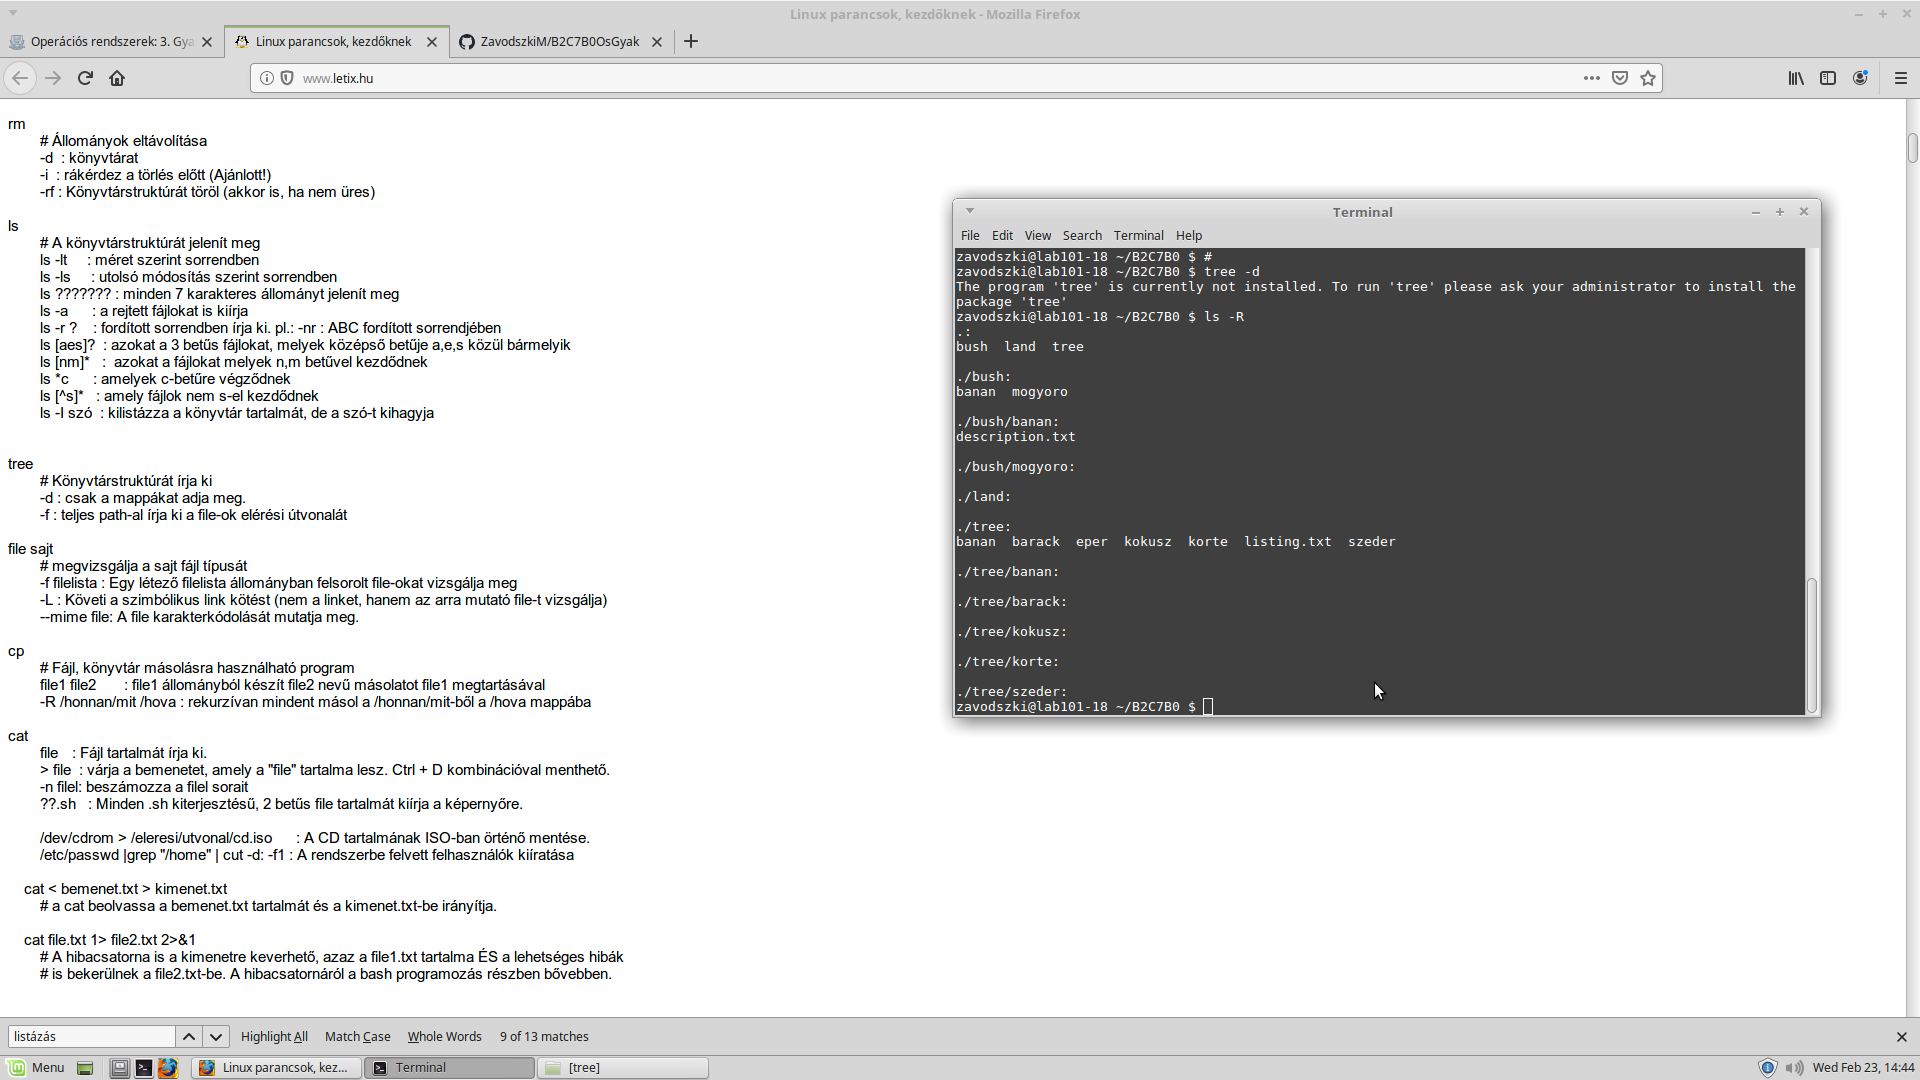 Linux parancsok, kezdőknek - Mozilla Firefox
Operációs rendszerek: 3. Gya
Linux parancsok, kezdőknek
ZavodszkiM/B2C7B0OsGyak
www.letix.hu
rm
# Állományok eltávolítása
-d : könyvtárat
-i : rákérdez a törlés előtt (Ajánlott!)
-rf : Könyvtárstruktúrát töröl (akkor is, ha nem üres)
ls
# A könyvtárstruktúrát jelenít meg
ls -lt : méret szerint sorrendben
ls -ls : utolsó módosítás szerint sorrendben
ls ??????? : minden 7 karakteres állományt jelenít meg
ls -a : a rejtett fájlokat is kiírja
ls -r ? : fordított sorrendben írja ki. pl.: -nr : ABC fordított sorrendjében
ls [aes]? : azokat a 3 betűs fájlokat, melyek középső betűje a,e,s közül bármelyik
ls [nm]* : azokat a fájlokat melyek n,m betűvel kezdődnek
ls *c : amelyek c-betűre végződnek
ls [^s]* : amely fájlok nem s-el kezdődnek
ls -I szó : kilistázza a könyvtár tartalmát, de a szó-t kihagyja
tree
# Könyvtárstruktúrát írja ki
-d : csak a mappákat adja meg.
-f : teljes path-al írja ki a file-ok elérési útvonalát
file sajt
# megvizsgálja a sajt fájl típusát
-f filelista : Egy létező filelista állományban felsorolt file-okat vizsgálja meg
-L : Követi a szimbólikus link kötést (nem a linket, hanem az arra mutató file-t vizsgálja)
--mime file: A file karakterkódolását mutatja meg.
cp
# Fájl, könyvtár másolásra használható program
file1 file2 : file1 állományból készít file2 nevű másolatot file1 megtartásával
-R /honnan/mit /hova : rekurzívan mindent másol a /honnan/mit-ből a /hova mappába
cat
file : Fájl tartalmát írja ki.
> file : várja a bemenetet, amely a "file" tartalma lesz. Ctrl + D kombinációval menthető.
-n filel: beszámozza a filel sorait
??.sh : Minden .sh kiterjesztésű, 2 betűs file tartalmát kiírja a képernyőre.
/dev/cdrom > /eleresi/utvonal/cd.iso : A CD tartalmának ISO-ban örténő mentése.
/etc/passwd |grep "/home" | cut -d: -f1 : A rendszerbe felvett felhasználók kiíratása
cat < bemenet.txt > kimenet.txt
# a cat beolvassa a bemenet.txt tartalmát és a kimenet.txt-be irányítja.
cat file.txt 1> file2.txt 2>&1
# A hibacsatorna is a kimenetre keverhető, azaz a file1.txt tartalma ÉS a lehetséges hibák
# is bekerülnek a file2.txt-be. A hibacsatornáról a bash programozás részben bővebben.
Terminal
File Edit View Search Terminal Help
zavodszki@lab101-18 ~/B2C7B0 $ #
zavodszki@lab101-18 ~/B2C7B0 $ tree -d
The program 'tree' is currently not installed. To run 'tree' please ask your administrator to install the
package 'tree'
zavodszki@lab101-18 ~/B2C7B0 $ ls -R
.:
bush land tree
./bush:
banan mogyoro
./bush/banan:
description.txt
./bush/mogyoro:
./land:
./tree:
banan barack eper kokusz korte listing.txt szeder
./tree/banan:
./tree/barack:
./tree/kokusz:
./tree/korte:
./tree/szeder:
zavodszki@lab101-18 ~/B2C7B0 $
listázás
Highlight All Match Case Whole Words 9 of 13 matches
Menu
Linux parancsok, kez...
Terminal
[tree]
Wed Feb 23, 14:44